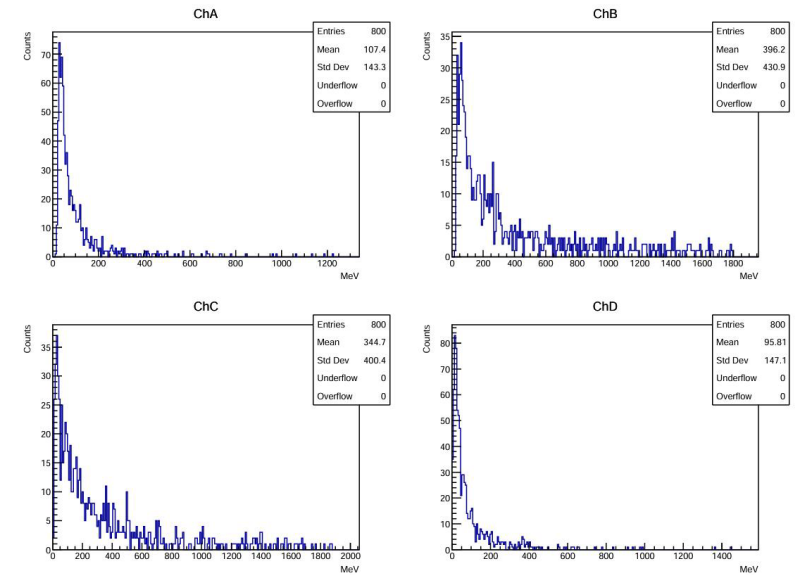 ChA
Counts
Entries 800
Mean 107.4
Std Dev 143.3
Underflow 0
Overflow 0
70
60
50
40
30
20
10
0
0 200 400 600 800 1000 1200
MeV
ChB
Counts
Entries 800
Mean 396.2
Std Dev 430.9
Underflow 0
Overflow 0
35
30
25
20
15
10
5
0
0 200 400 600 800 1000 1200 1400 1600 1800
MeV
ChC
Counts
Entries 800
Mean 344.7
Std Dev 400.4
Underflow 0
Overflow 0
35
30
25
20
15
10
5
0
0 200 400 600 800 1000 1200 1400 1600 1800 2000
MeV
ChD
Counts
Entries 800
Mean 95.81
Std Dev 147.1
Underflow 0
Overflow 0
80
70
60
50
40
30
20
10
0
0 200 400 600 800 1000 1200 1400
MeV